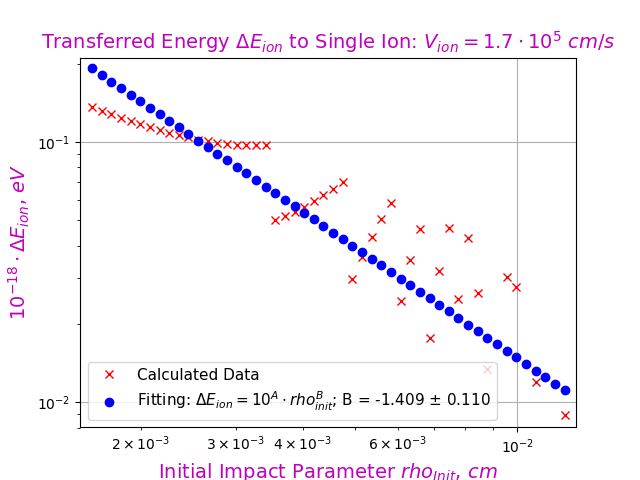 Transferred Energy ΔE_ion to Single Ion: V_ion = 1.7 · 10^5 cm/s
10^−18 · ΔE_ion, eV
10^−1
10^−2
Calculated Data
Fitting: ΔE_ion = 10^A · rho_init^B; B = -1.409 ± 0.110
2 × 10^−3
3 × 10^−3
4 × 10^−3
6 × 10^−3
10^−2
Initial Impact Parameter rho_Init, cm